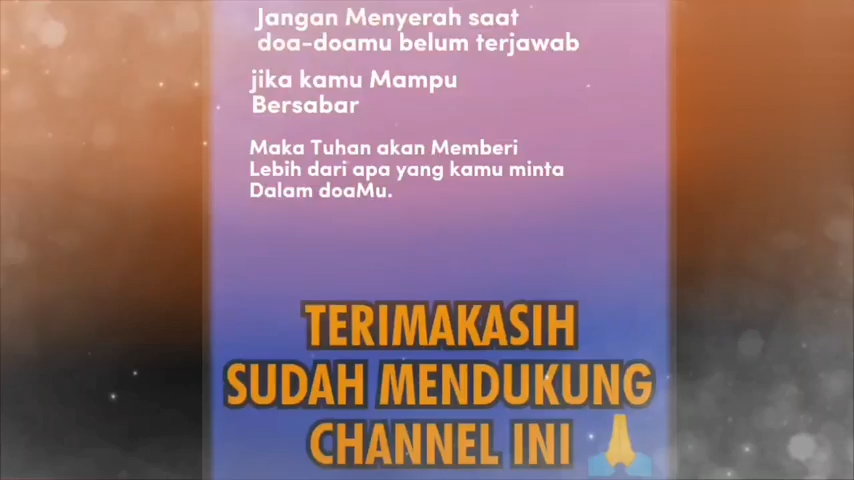 Jangan Menyerah saat
doa-doamu belum terjawab
jika kamu Mampu
Bersabar
Maka Tuhan akan Memberi
Lebih dari apa yang kamu minta
Dalam doaMu.
TERIMAKASIH
SUDAH MENDUKUNG
CHANNEL INI 🙏